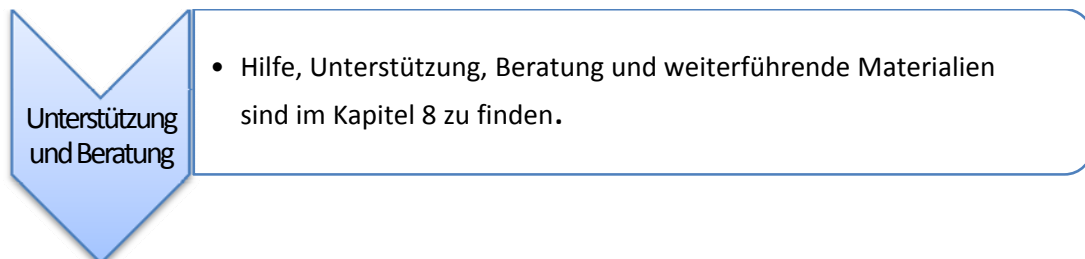 Unterstützung
und Beratung
• Hilfe, Unterstützung, Beratung und weiterführende Materialien
sind im Kapitel 8 zu finden.